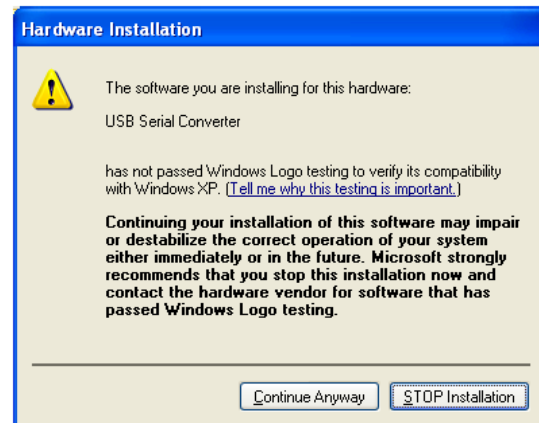 Hardware Installation
The software you are installing for this hardware:
USB Serial Converter
has not passed Windows Logo testing to verify its compatibility
with Windows XP. (Tell me why this testing is important.)
Continuing your installation of this software may impair
or destabilize the correct operation of your system
either immediately or in the future. Microsoft strongly
recommends that you stop this installation now and
contact the hardware vendor for software that has
passed Windows Logo testing.
Continue Anyway
STOP Installation